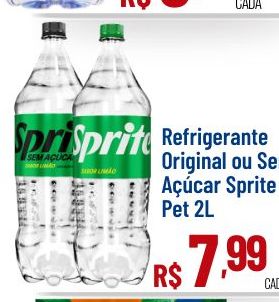 R$
CADA
Spri
SEM AÇÚCA
SABOR LIMÃO
Sprite
SABOR LIMÃO
Refrigerante
Original ou Se
Açúcar Sprite
Pet 2L
R$ 7,99
CAD